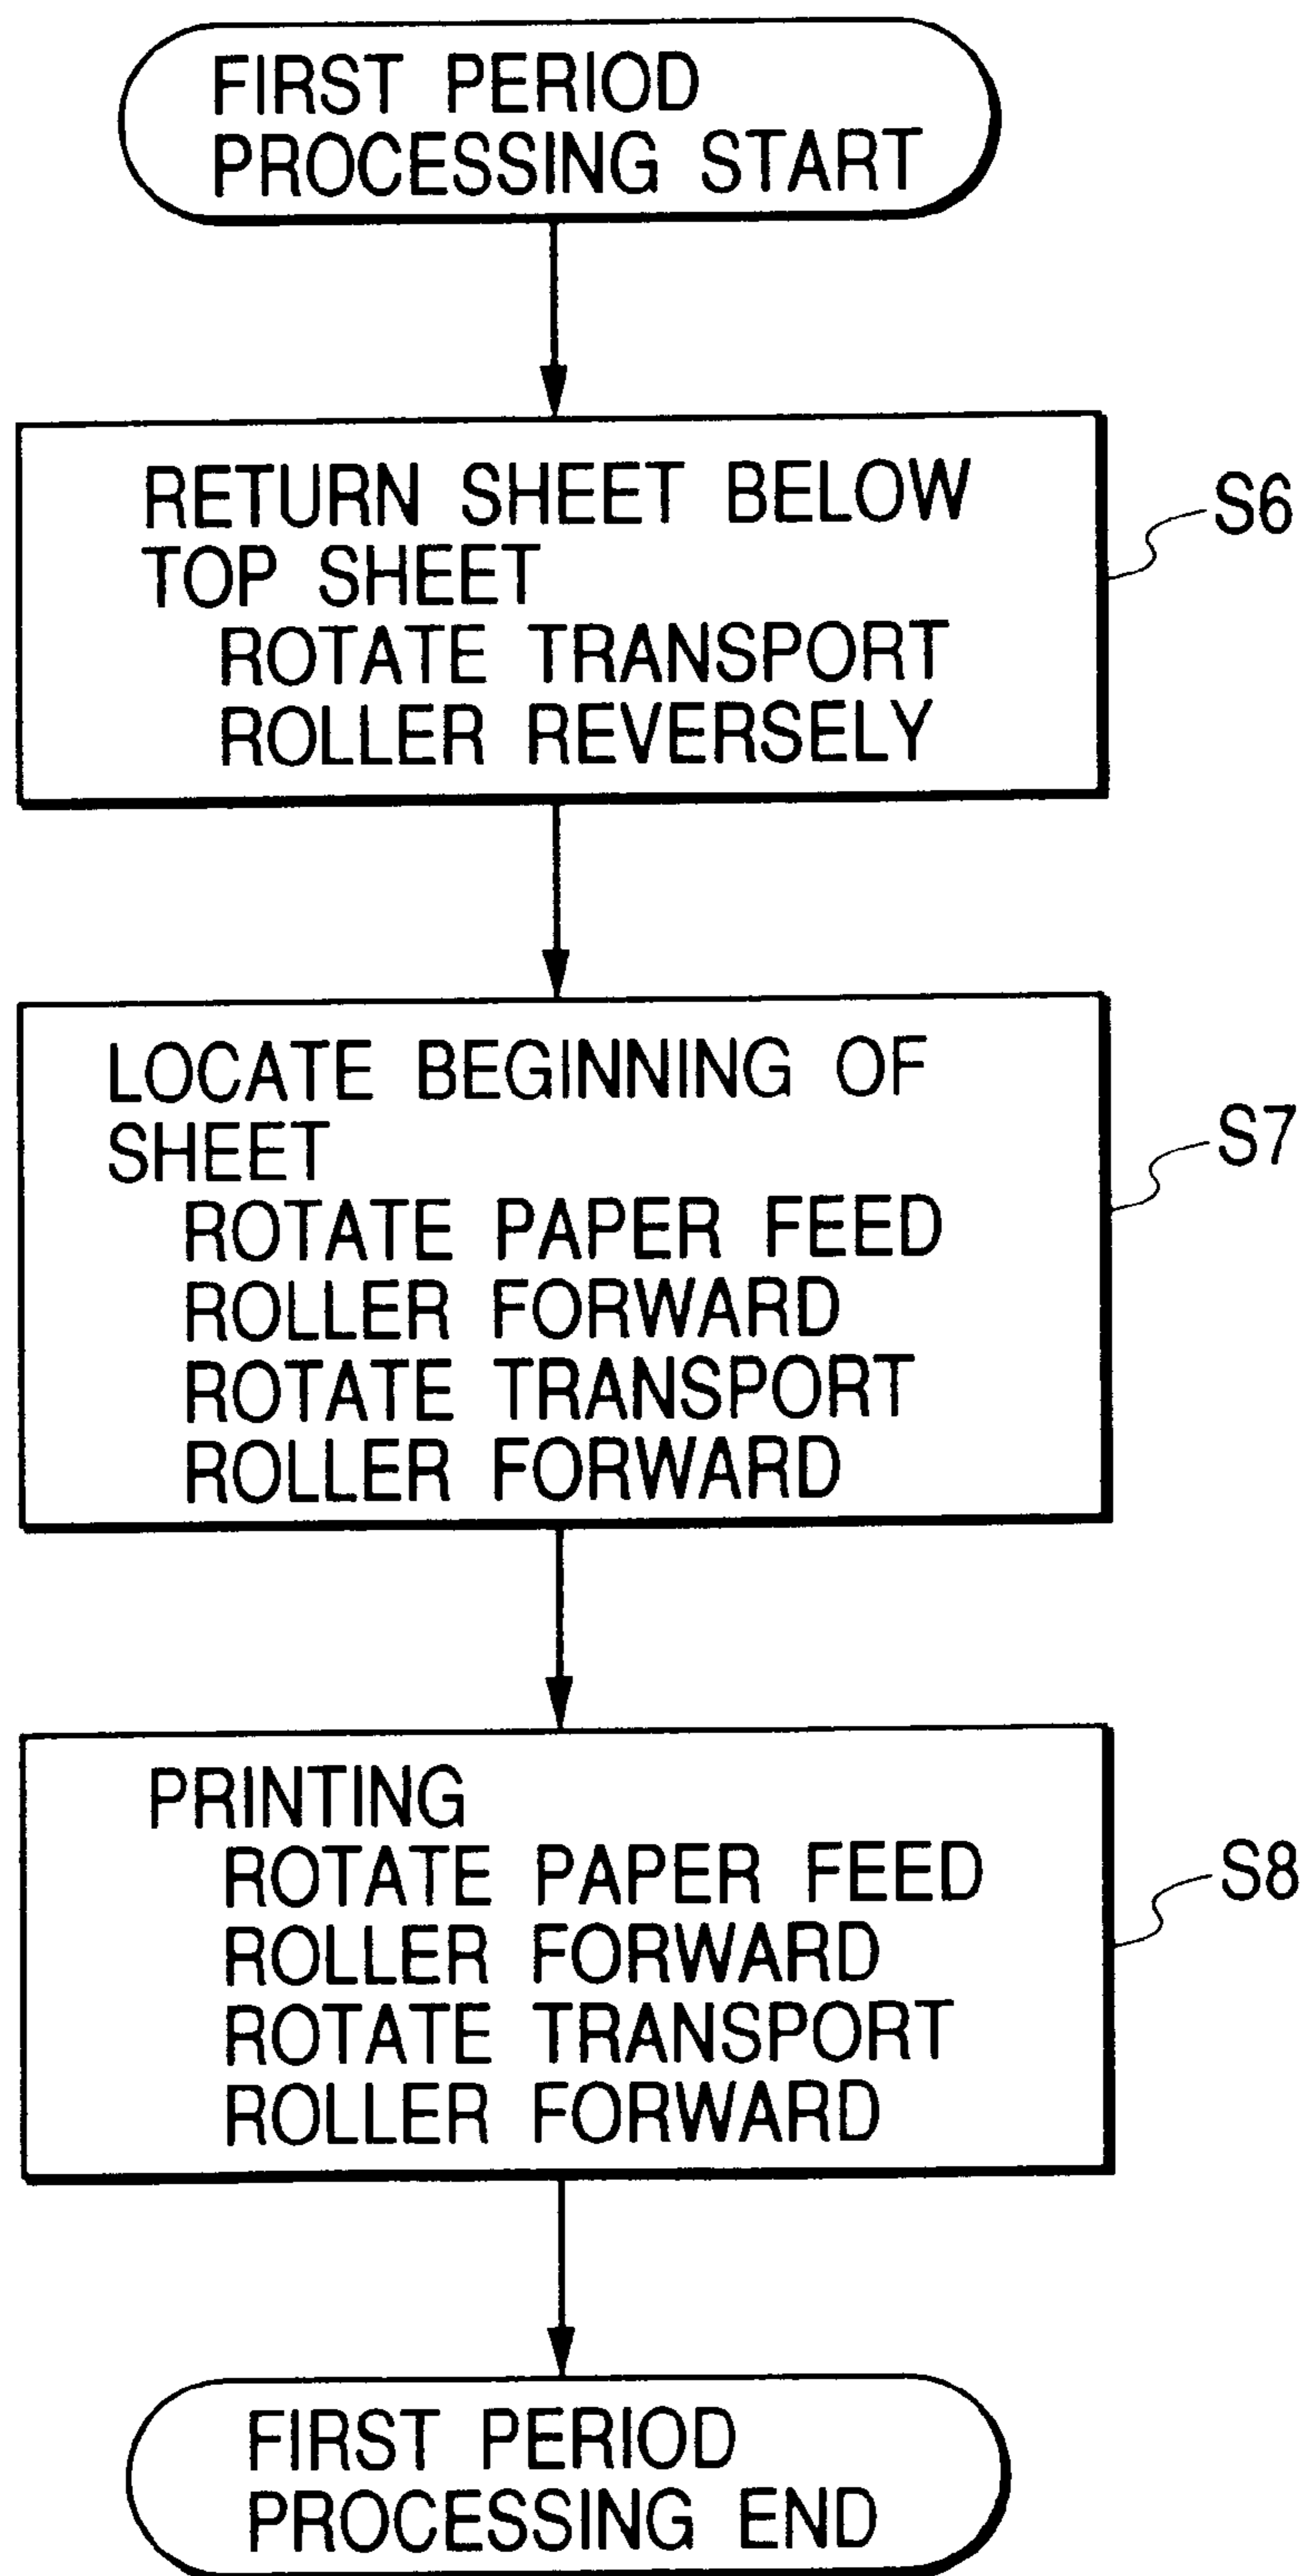 FIRST PERIOD
PROCESSING START
RETURN SHEET BELOW
TOP SHEET
ROTATE TRANSPORT
ROLLER REVERSELY
S6
LOCATE BEGINNING OF
SHEET
ROTATE PAPER FEED
ROLLER FORWARD
ROTATE TRANSPORT
ROLLER FORWARD
S7
PRINTING
ROTATE PAPER FEED
ROLLER FORWARD
ROTATE TRANSPORT
ROLLER FORWARD
S8
FIRST PERIOD
PROCESSING END